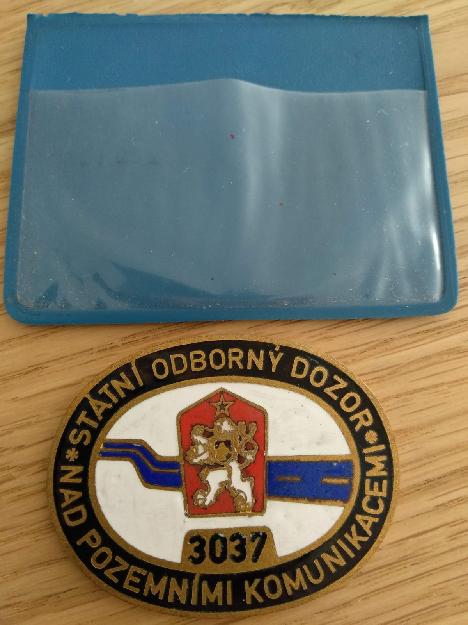 *STÁTNÍ ODBORNÝ DOZOR*
NAD POZEMNÍMI KOMUNIKACEMI
3037